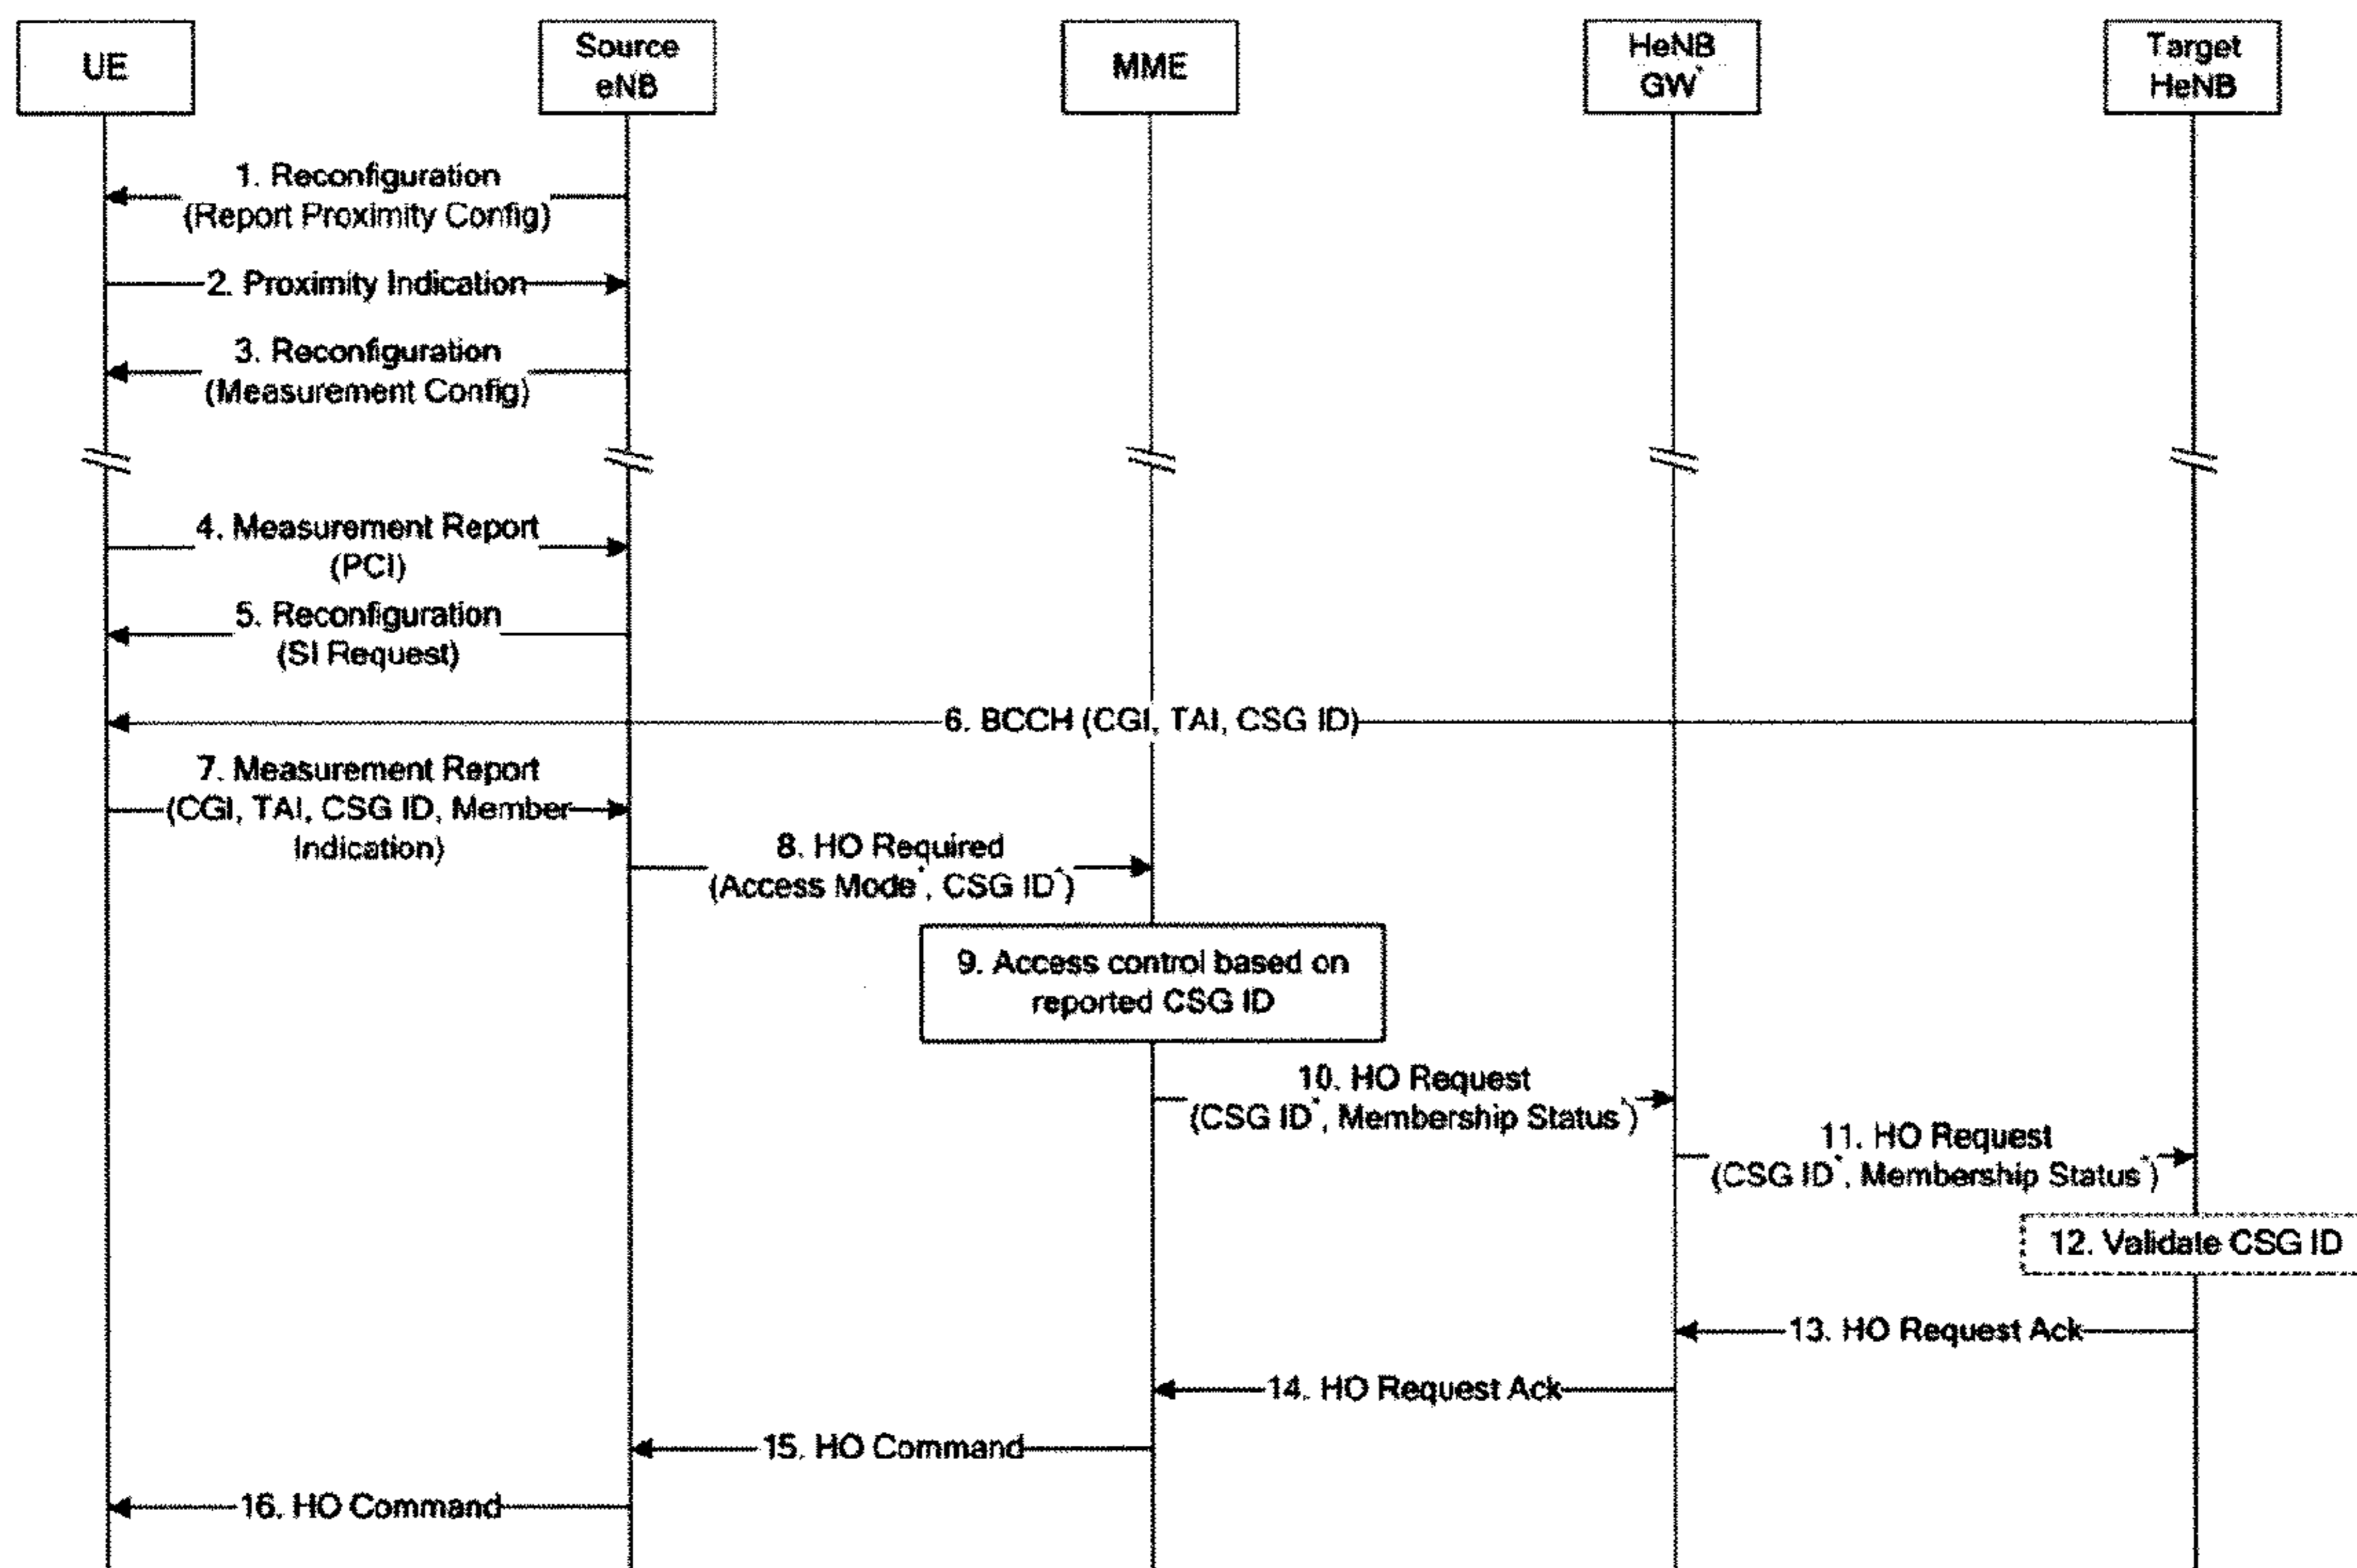 UE
Source
eNB
MME
HeNB
GW*
Target
HeNB
1. Reconfiguration
(Report Proximity Config)
2. Proximity Indication
3. Reconfiguration
(Measurement Config)
4. Measurement Report
(PCI)
5. Reconfiguration
(SI Request)
6. BCCH (CGI, TAI, CSG ID)
7. Measurement Report
(CGI, TAI, CSG ID, Member
Indication)
8. HO Required
(Access Mode*, CSG ID*)
9. Access control based on
reported CSG ID
10. HO Request
(CSG ID*, Membership Status*)
11. HO Request
(CSG ID*, Membership Status*)
12. Validate CSG ID
13. HO Request Ack
14. HO Request Ack
15. HO Command
16. HO Command